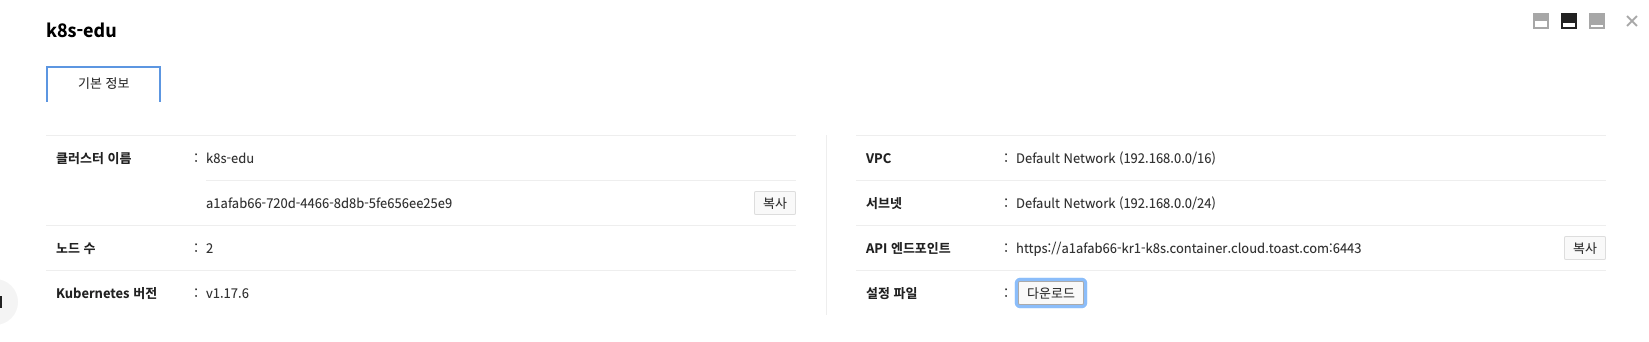 k8s-edu
기본 정보
클러스터 이름 : k8s-edu
a1afab66-720d-4466-8d8b-5fe656ee25e9 복사
노드 수 : 2
Kubernetes 버전 : v1.17.6
VPC : Default Network (192.168.0.0/16)
서브넷 : Default Network (192.168.0.0/24)
API 엔드포인트 : https://a1afab66-kr1-k8s.container.cloud.toast.com:6443 복사
설정 파일 : 다운로드